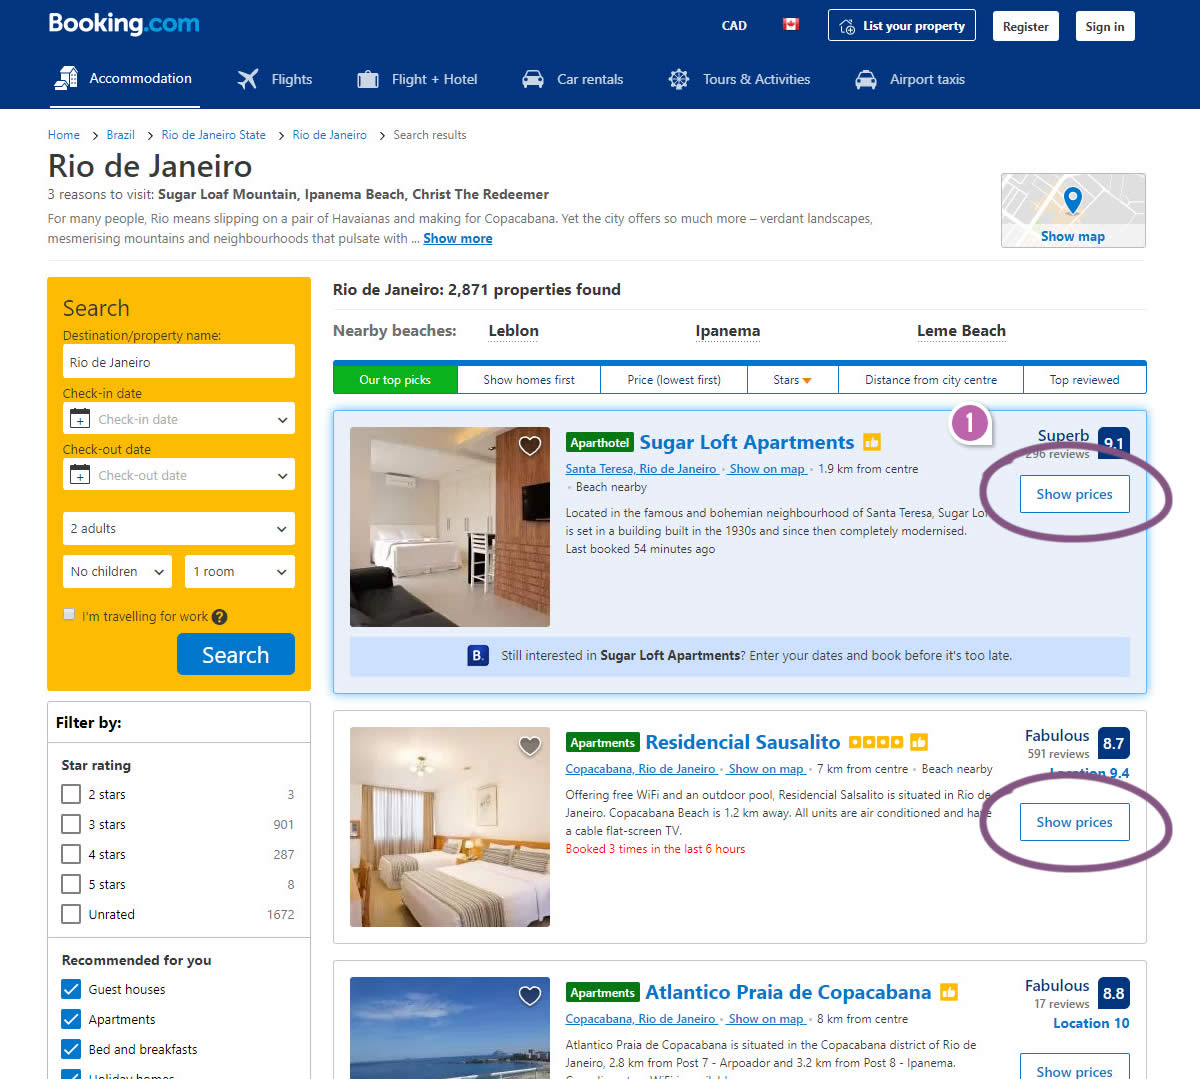 Booking.com
CAD
List your property
Register
Sign in
Accommodation
Flights
Flight + Hotel
Car rentals
Tours & Activities
Airport taxis
Home > Brazil > Rio de Janeiro State > Rio de Janeiro > Search results
Rio de Janeiro
3 reasons to visit: Sugar Loaf Mountain, Ipanema Beach, Christ The Redeemer
For many people, Rio means slipping on a pair of Havaianas and making for Copacabana. Yet the city offers so much more – verdant landscapes,
mesmerising mountains and neighbourhoods that pulsate with ... Show more
Show map
Search
Destination/property name:
Rio de Janeiro
Check-in date
Check-in date
Check-out date
Check-out date
2 adults
No children
1 room
I'm travelling for work ?
Search
Filter by:
Star rating
2 stars 3
3 stars 901
4 stars 287
5 stars 8
Unrated 1672
Recommended for you
Guest houses
Apartments
Bed and breakfasts
Holiday homes
Rio de Janeiro: 2,871 properties found
Nearby beaches: Leblon Ipanema Leme Beach
Our top picks
Show homes first
Price (lowest first)
Stars
Distance from city centre
Top reviewed
1
Aparthotel Sugar Loft Apartments
Superb 9.1
296 reviews
Santa Teresa, Rio de Janeiro · Show on map · 1.9 km from centre
· Beach nearby
Show prices
Located in the famous and bohemian neighbourhood of Santa Teresa, Sugar Lof
is set in a building built in the 1930s and since then completely modernised.
Last booked 54 minutes ago
B. Still interested in Sugar Loft Apartments? Enter your dates and book before it's too late.
Apartments Residencial Sausalito
Fabulous 8.7
591 reviews
Location 9.4
Copacabana, Rio de Janeiro · Show on map · 7 km from centre · Beach nearby
Offering free WiFi and an outdoor pool, Residencial Salsalito is situated in Rio de
Janeiro. Copacabana Beach is 1.2 km away. All units are air conditioned and have
a cable flat-screen TV.
Booked 3 times in the last 6 hours
Show prices
Apartments Atlantico Praia de Copacabana
Fabulous 8.8
17 reviews
Location 10
Copacabana, Rio de Janeiro · Show on map · 8 km from centre
Atlantico Praia de Copacabana is situated in the Copacabana district of Rio de
Janeiro, 2.8 km from Post 7 - Arpoador and 3.2 km from Post 8 - Ipanema.
Show prices